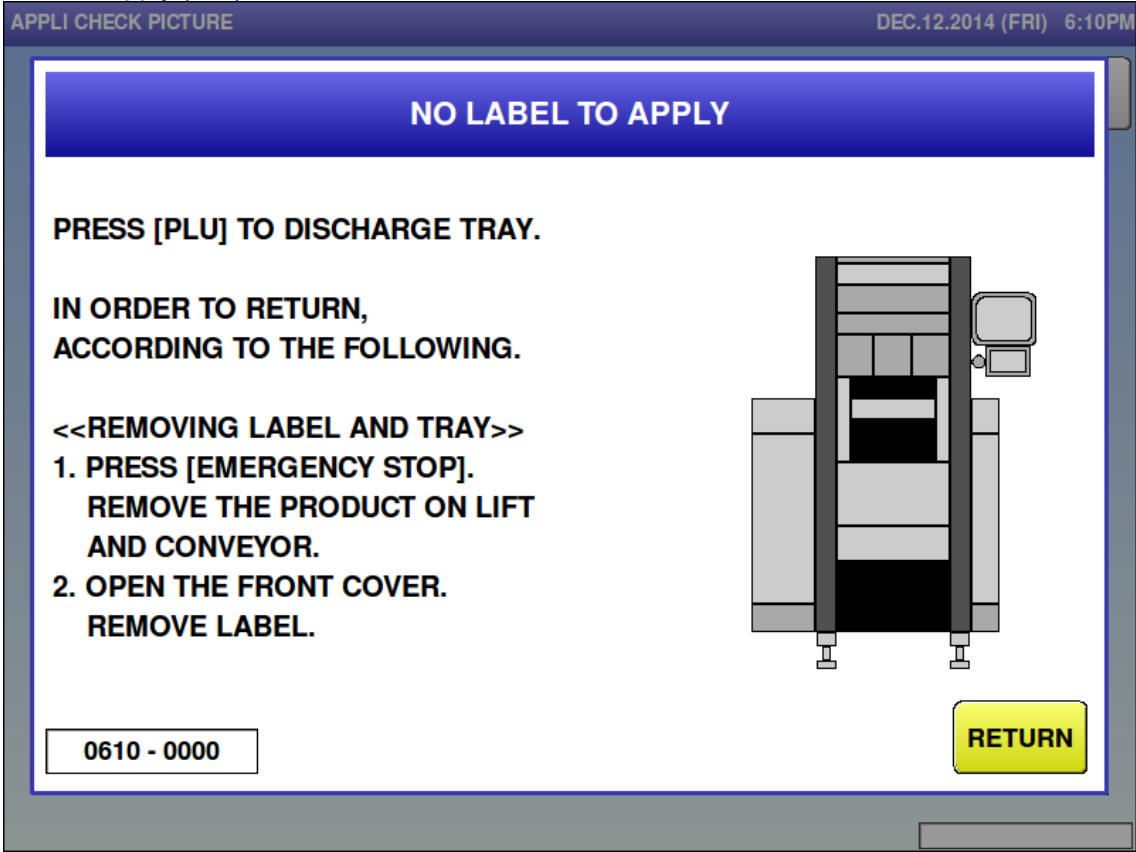 APPLI CHECK PICTURE DEC.12.2014 (FRI) 6:10PM
NO LABEL TO APPLY
PRESS [PLU] TO DISCHARGE TRAY.
IN ORDER TO RETURN,
ACCORDING TO THE FOLLOWING.
<<REMOVING LABEL AND TRAY>>
1. PRESS [EMERGENCY STOP].
REMOVE THE PRODUCT ON LIFT
AND CONVEYOR.
2. OPEN THE FRONT COVER.
REMOVE LABEL.
0610 - 0000
RETURN